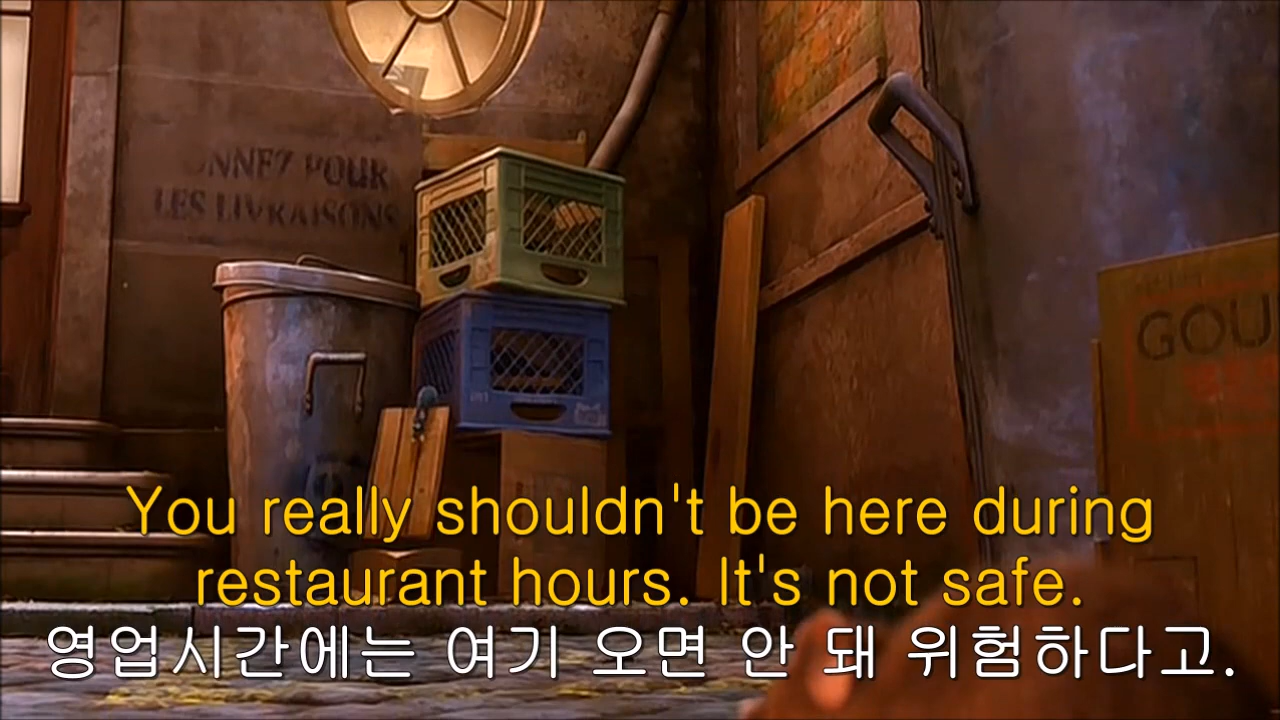 NNEZ POUR
LES LIVRAISONS
GOU
You really shouldn't be here during
restaurant hours. It's not safe.
영업시간에는 여기 오면 안 돼 위험하다고.